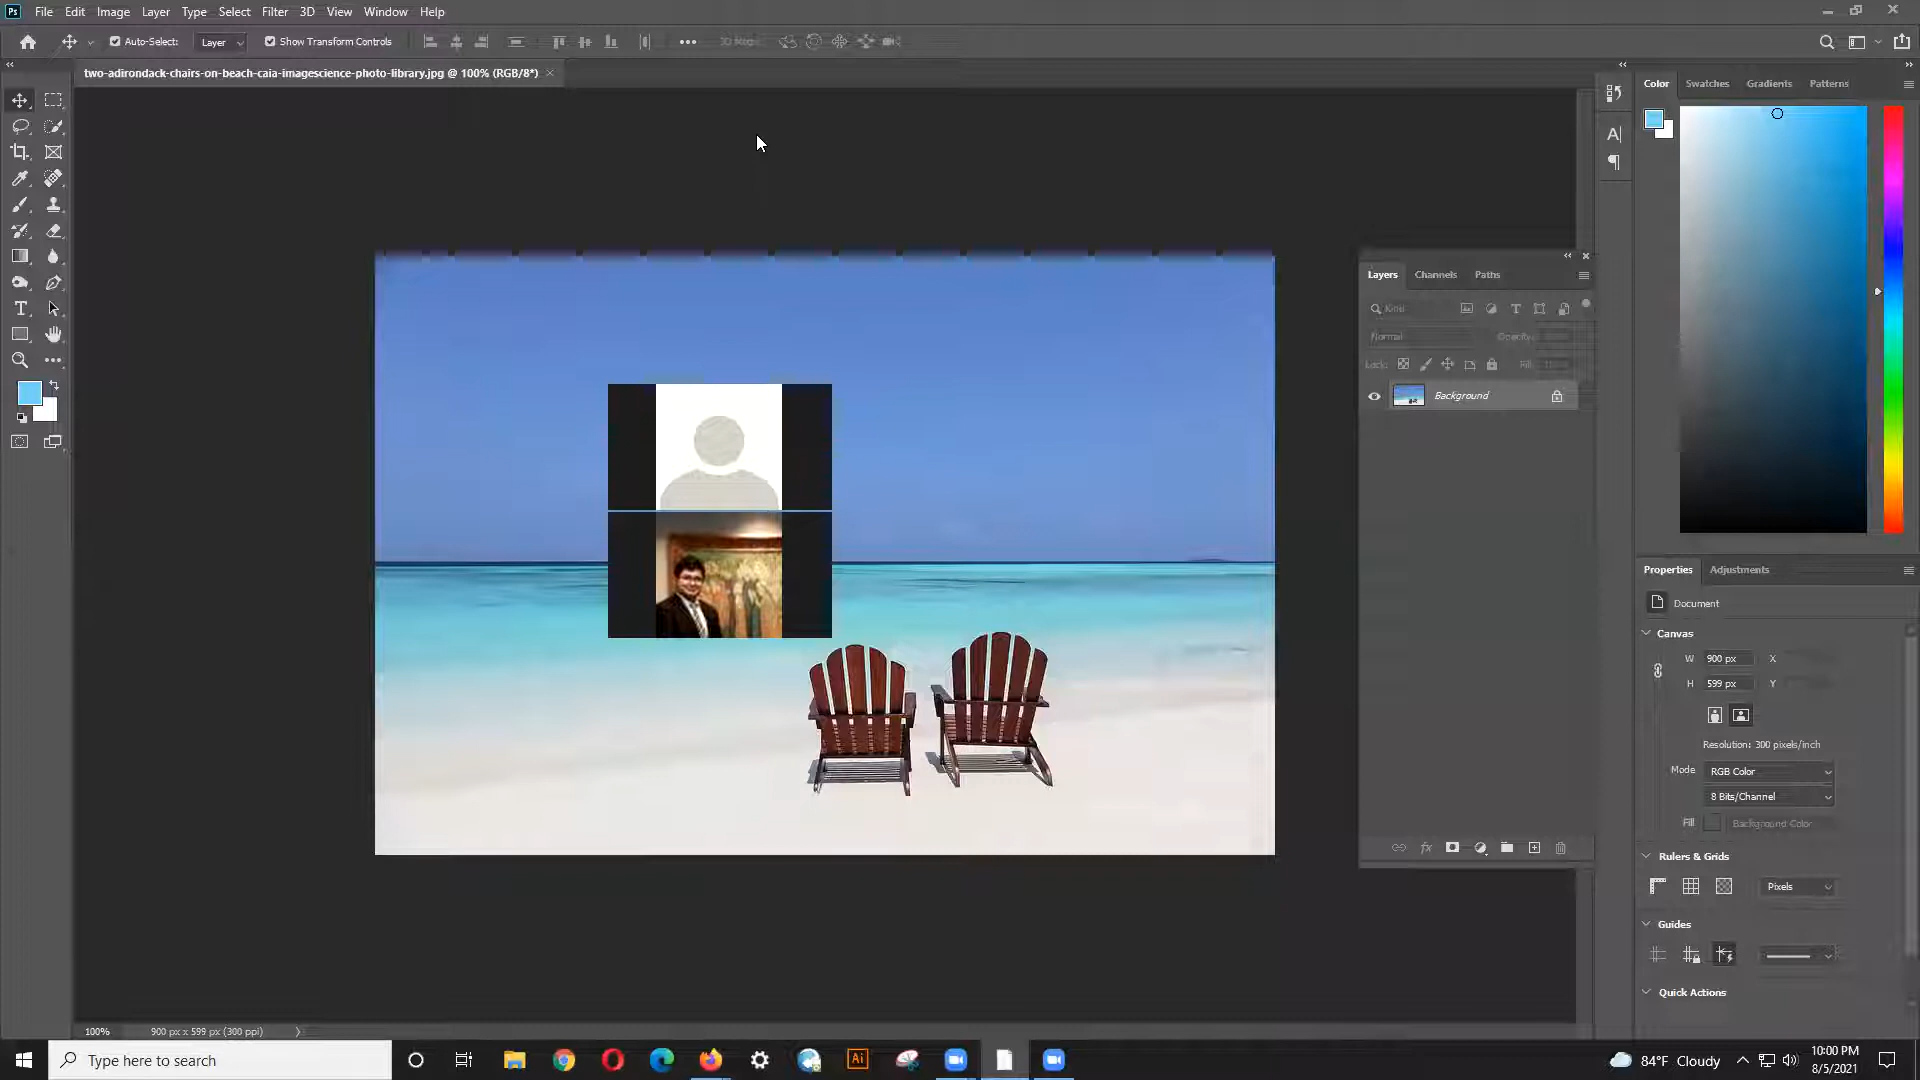 Ps File Edit Image Layer Type Select Filter 3D View Window Help
Auto-Select: Layer Show Transform Controls
two-adirondack-chairs-on-beach-caia-imagescience-photo-library.jpg @ 100% (RGB/8*)
Color Swatches Gradients Patterns
Layers Channels Paths
Kind
Normal Opacity:
Lock: Fill:
Background
Properties Adjustments
Document
Canvas
W 900 px X
H 599 px Y
Resolution: 300 pixels/inch
Mode RGB Color
8 Bits/Channel
Fill Background Color
Rulers & Grids
Pixels
Guides
Quick Actions
100% 900 px x 599 px (300 ppi)
Type here to search
Ai
84°F Cloudy
10:00 PM
8/5/2021